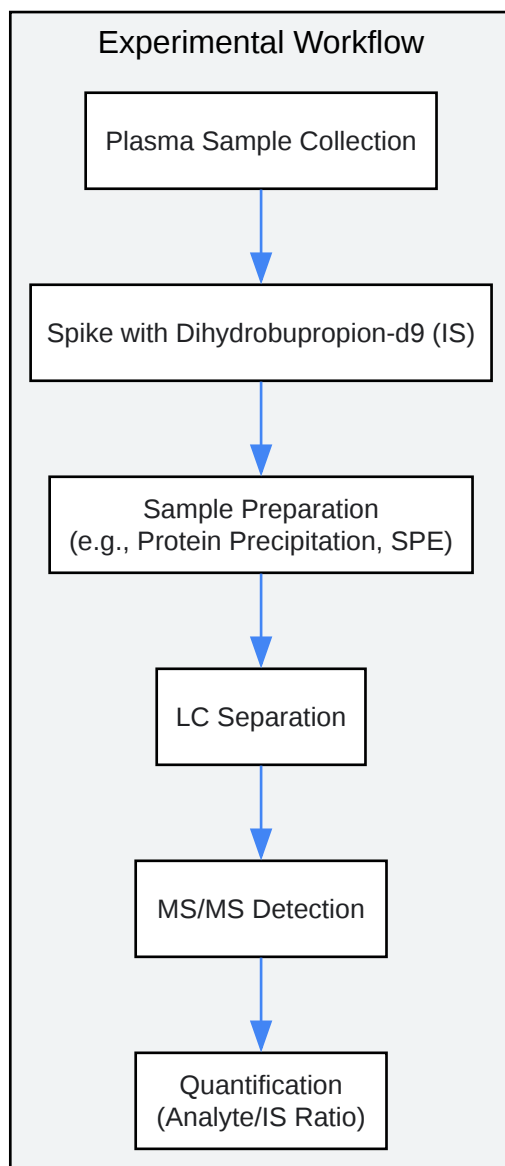 Experimental Workflow
Plasma Sample Collection
Spike with Dihydrobupropion-d9 (IS)
Sample Preparation
(e.g., Protein Precipitation, SPE)
LC Separation
MS/MS Detection
Quantification
(Analyte/IS Ratio)